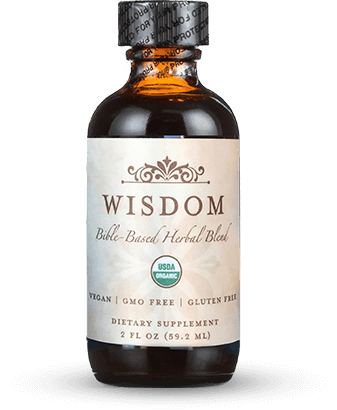 WISDOM
Bible-Based Herbal Blend
USDA
ORGANIC
VEGAN | GMO FREE | GLUTEN FREE
DIETARY SUPPLEMENT
2 FL OZ (59.2 ML)